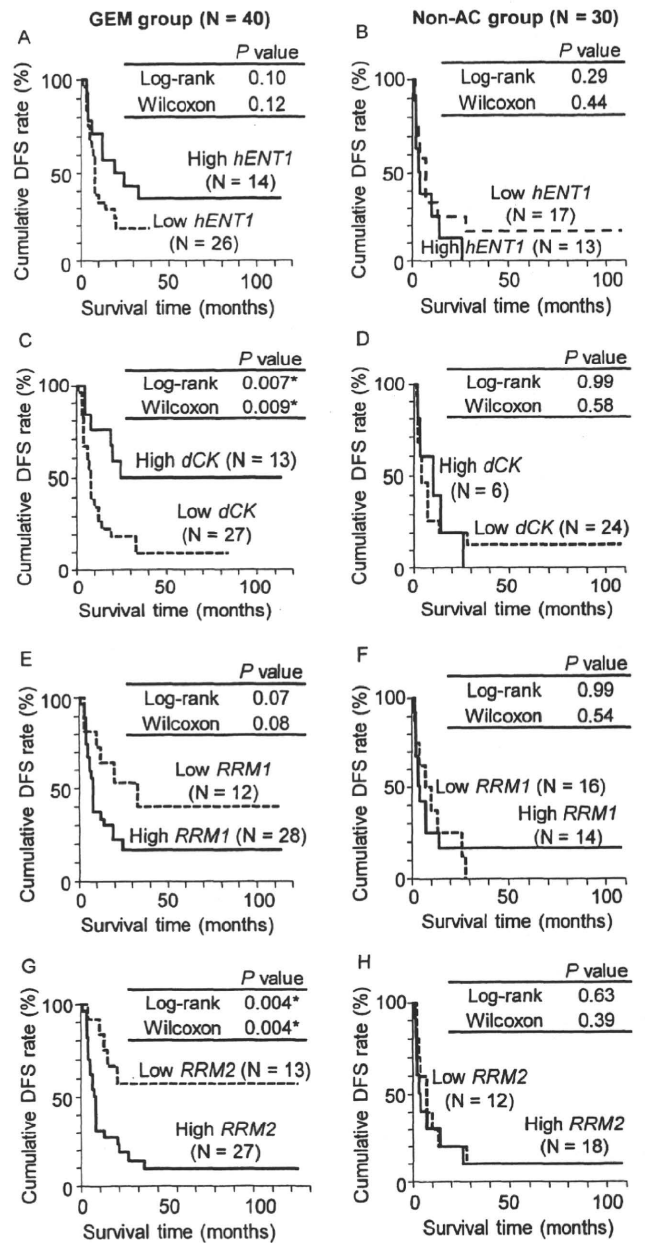 GEM group (N = 40)
Non-AC group (N = 30)
A
P value
Log-rank 0.10
Wilcoxon 0.12
Cumulative DFS rate (%)
100
50
0
High hENT1
(N = 14)
Low hENT1
(N = 26)
0 50 100
Survival time (months)
B
P value
Log-rank 0.29
Wilcoxon 0.44
Cumulative DFS rate (%)
100
50
0
Low hENT1
(N = 17)
High hENT1 (N = 13)
0 50 100
Survival time (months)
C
P value
Log-rank 0.007*
Wilcoxon 0.009*
Cumulative DFS rate (%)
100
50
0
High dCK (N = 13)
Low dCK
(N = 27)
0 50 100
Survival time (months)
D
P value
Log-rank 0.99
Wilcoxon 0.58
Cumulative DFS rate (%)
100
50
0
High dCK
(N = 6)
Low dCK (N = 24)
0 50 100
Survival time (months)
E
P value
Log-rank 0.07
Wilcoxon 0.08
Cumulative DFS rate (%)
100
50
0
Low RRM1
(N = 12)
High RRM1 (N = 28)
0 50 100
Survival time (months)
F
P value
Log-rank 0.99
Wilcoxon 0.54
Cumulative DFS rate (%)
100
50
0
Low RRM1 (N = 16)
High RRM1
(N = 14)
0 50 100
Survival time (months)
G
P value
Log-rank 0.004*
Wilcoxon 0.004*
Cumulative DFS rate (%)
100
50
0
Low RRM2 (N = 13)
High RRM2
(N = 27)
0 50 100
Survival time (months)
H
P value
Log-rank 0.63
Wilcoxon 0.39
Cumulative DFS rate (%)
100
50
0
Low RRM2
(N = 12)
High RRM2
(N = 18)
0 50 100
Survival time (months)